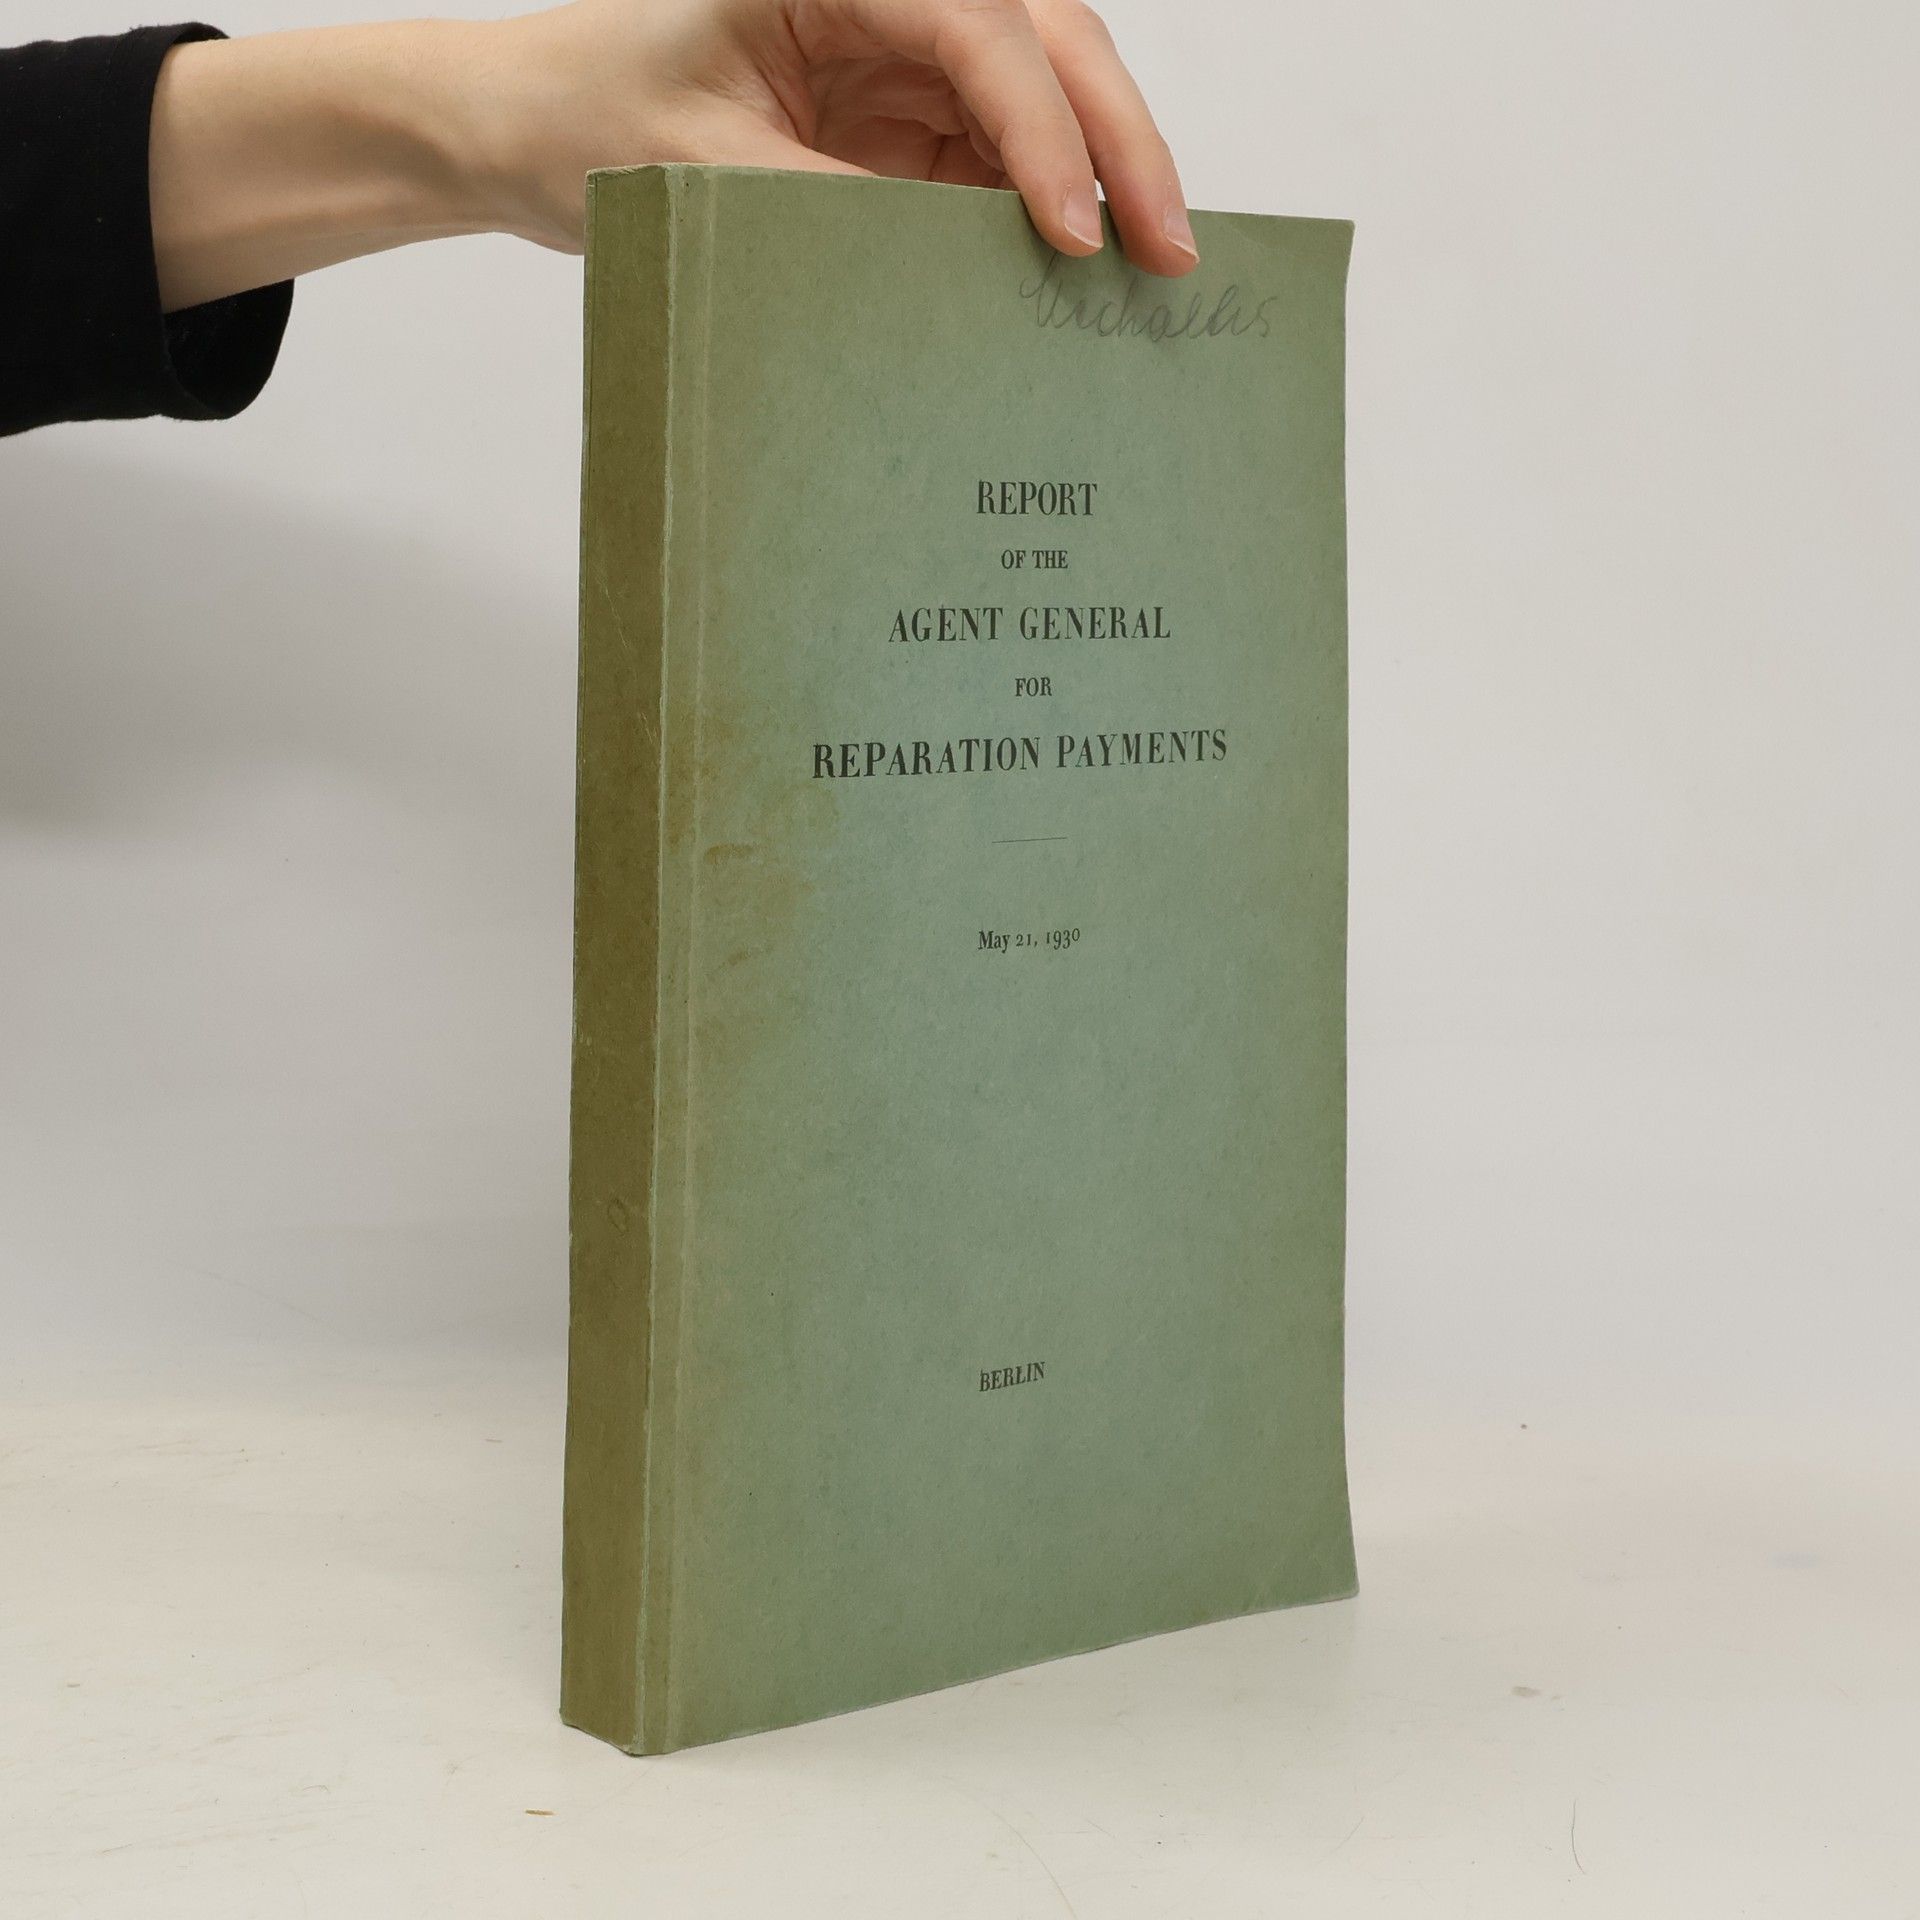 REPORT
OF THE
AGENT GENERAL
FOR
REPARATION PAYMENTS
May 21, 1930
BERLIN